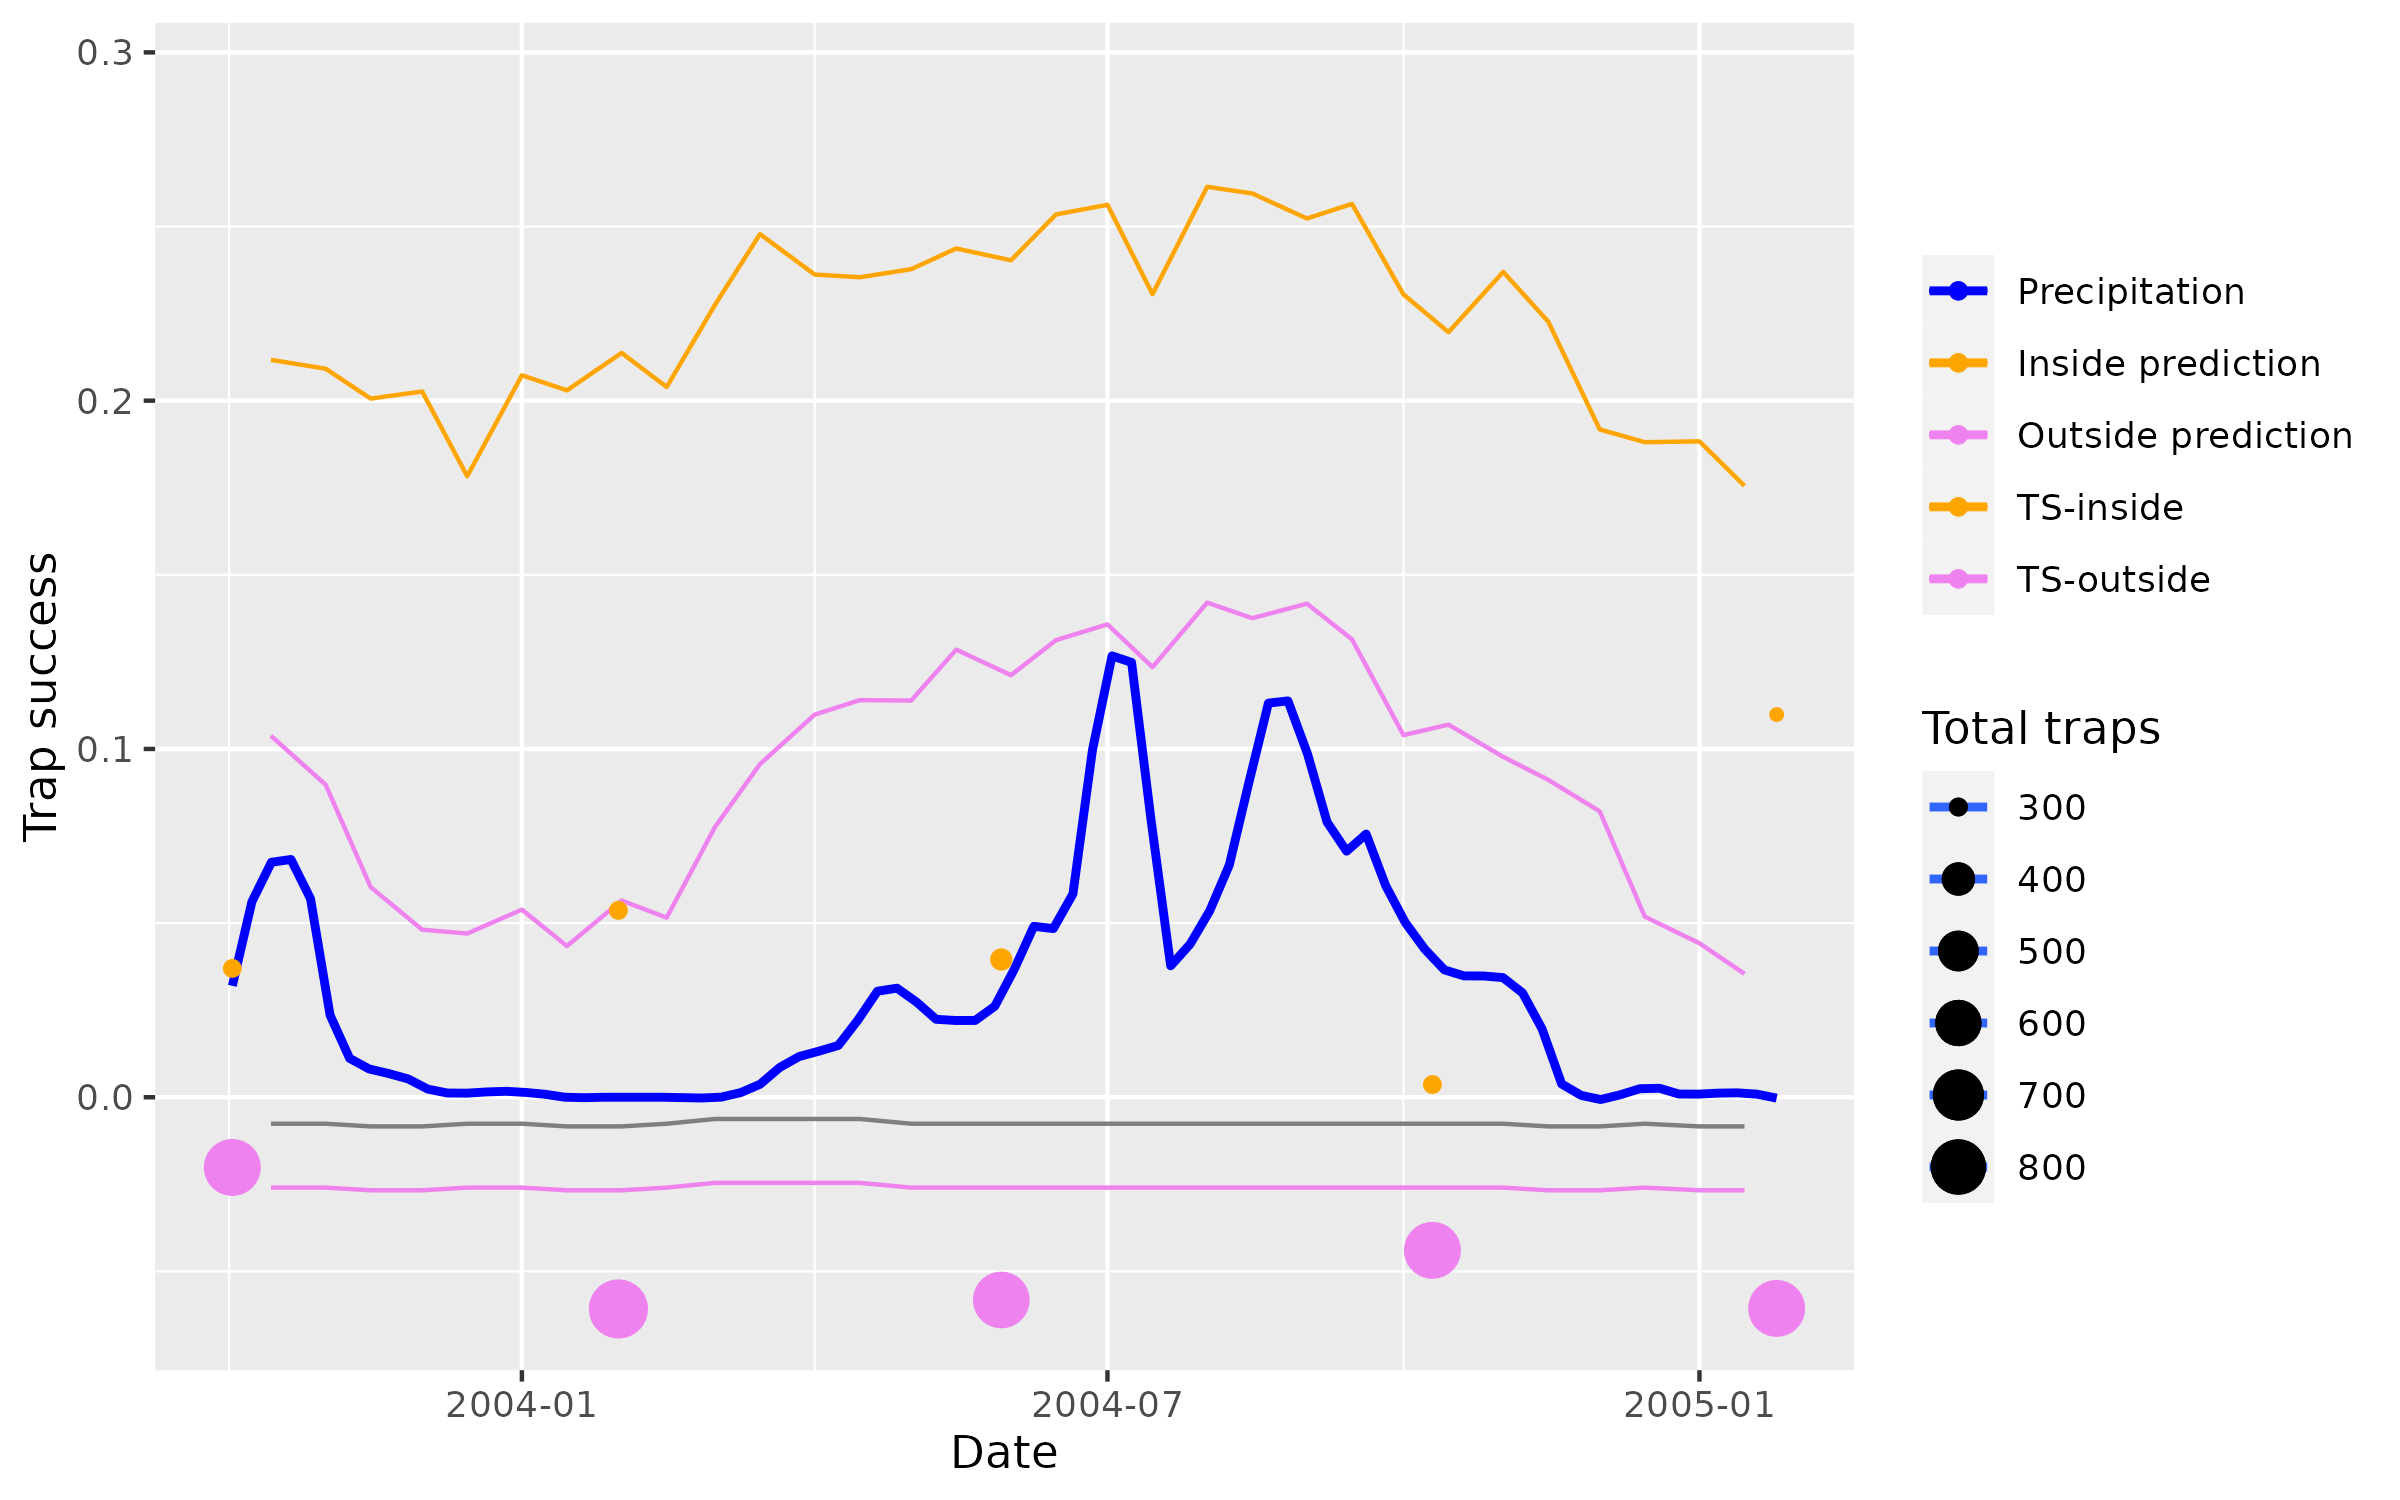 0.3
0.2
0.1
0.0
Trap success
2004-01
2004-07
2005-01
Date
Precipitation
Inside prediction
Outside prediction
TS-inside
TS-outside
Total traps
300
400
500
600
700
800